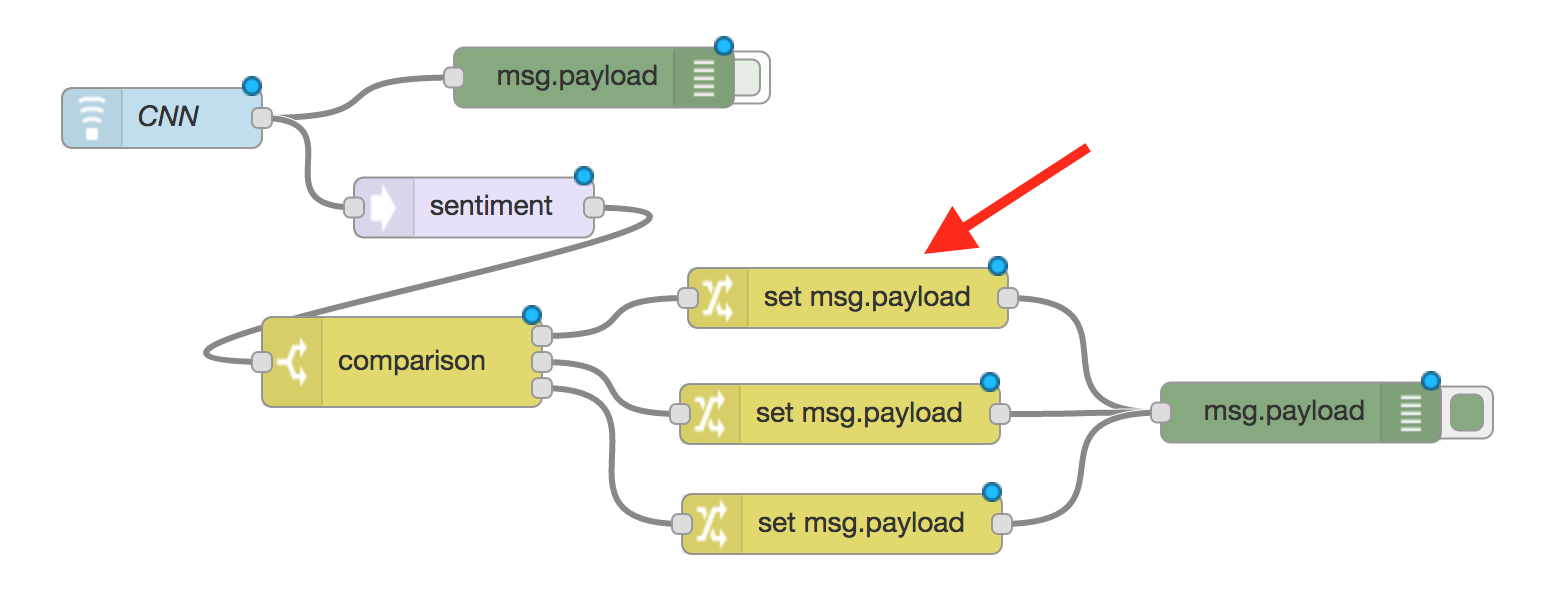 msg.payload
CNN
sentiment
set msg.payload
comparison
set msg.payload
msg.payload
set msg.payload